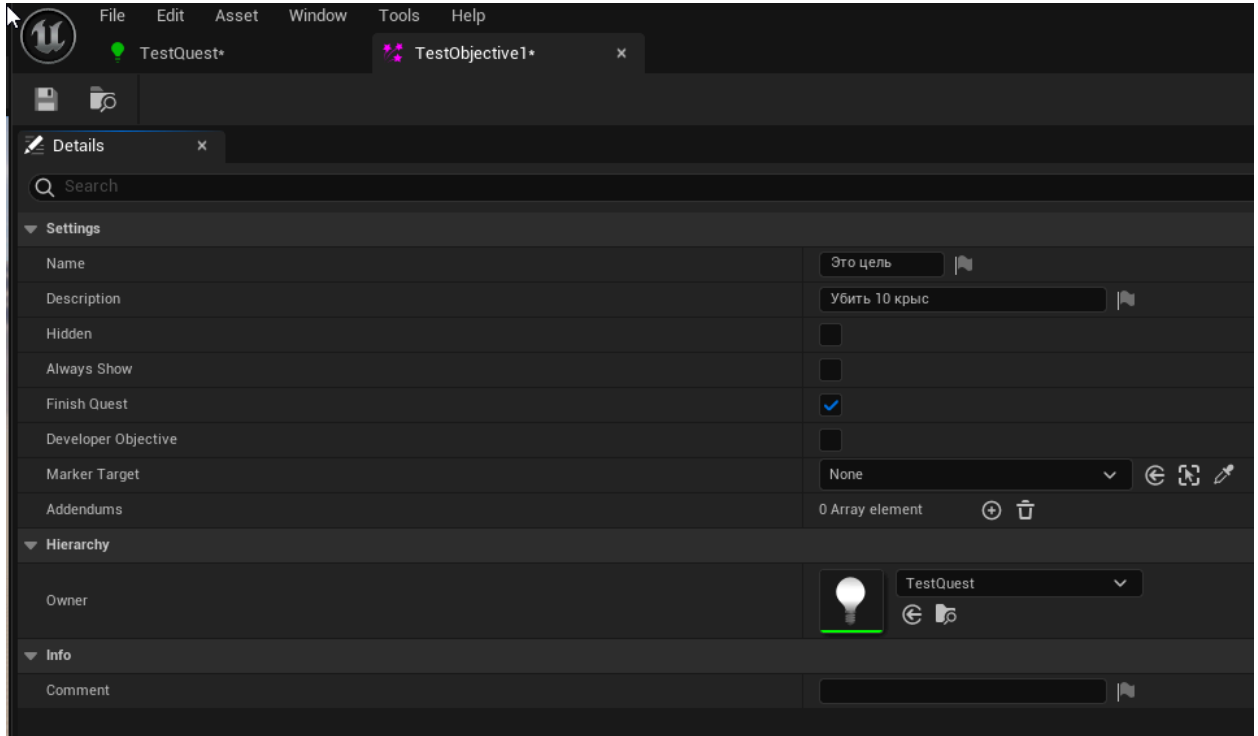 File Edit Asset Window Tools Help
TestQuest* TestObjective1*
Details
Search
Settings
Name Это цель
Description Убить 10 крыс
Hidden
Always Show
Finish Quest
Developer Objective
Marker Target None
Addendums 0 Array element
Hierarchy
Owner TestQuest
Info
Comment